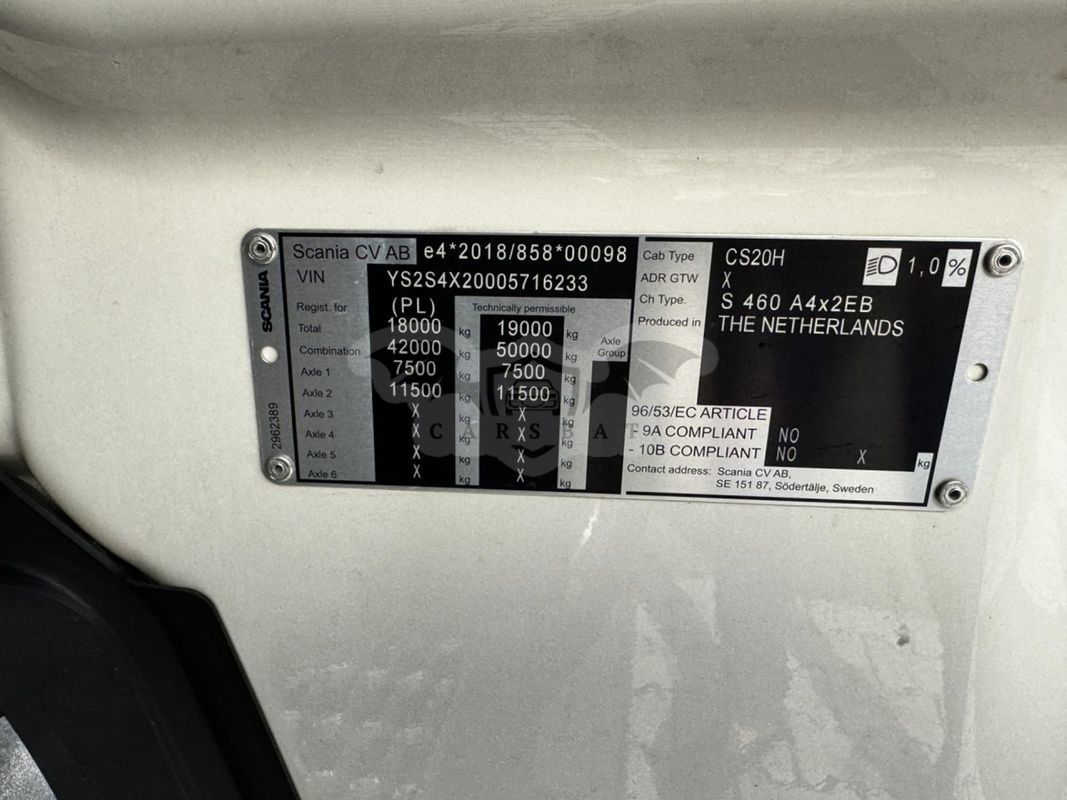 SCANIA
2962389
Scania CV AB e4*2018/858*00098
VIN YS2S4X20005716233
Regist. for (PL) Technically permissible
Total 18000 kg 19000 kg
Combination 42000 kg 50000 kg Axle Group
Axle 1 7500 kg 7500 kg
Axle 2 11500 kg 11500 kg
Axle 3 X kg X kg
Axle 4 X kg X kg
Axle 5 X kg X kg
Axle 6 X kg X kg
Cab Type CS20H 1,0 %
ADR GTW X
Ch Type. S 460 A4x2EB
Produced in THE NETHERLANDS
96/53/EC ARTICLE
- 9A COMPLIANT NO
- 10B COMPLIANT NO X kg
Contact address: Scania CV AB,
SE 151 87, Södertälje, Sweden
CARSBAT